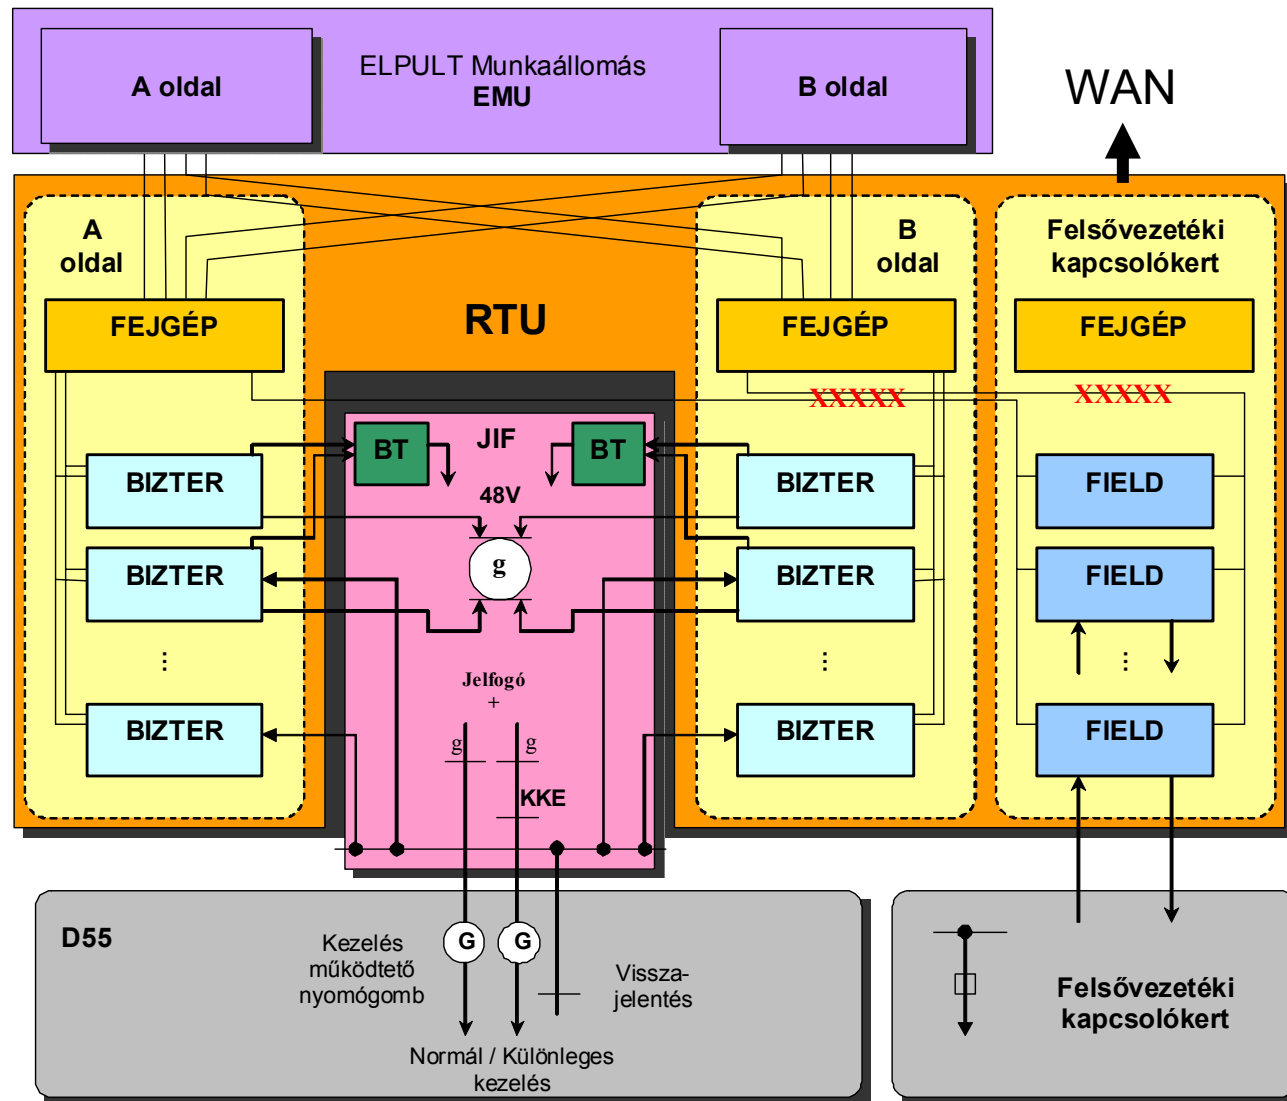 A oldal
ELPULT Munkaállomás
EMU
B oldal
WAN
A
oldal
B
oldal
Felsővezetéki
kapcsolókert
FEJGÉP
RTU
FEJGÉP
FEJGÉP
XXXXX
XXXXX
BT
JIF
BT
BIZTER
48V
BIZTER
FIELD
BIZTER
g
BIZTER
FIELD
...
...
...
Jelfogó
+
BIZTER
BIZTER
FIELD
g
g
KKE
D55
Kezelés
működtető
nyomógomb
G
G
Vissza-
jelentés
Normál / Különleges
kezelés
Felsővezetéki
kapcsolókert